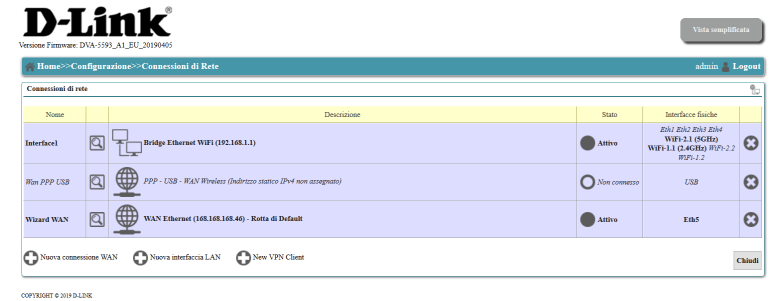 D-Link®
Versione Firmware: DVA-5593_A1_EU_20190405
Vista semplificata
Home>>Configurazione>>Connessioni di Rete
admin Logout
Connessioni di rete
Nome Descrizione Stato Interfacce fisiche
Interface1 Bridge Ethernet WiFi (192.168.1.1) Attivo
Eth1 Eth2 Eth3 Eth4
WiFi-2.1 (5GHz)
WiFi-1.1 (2.4GHz) WiFi-2.2
WiFi-1.2
Wan PPP USB PPP - USB - WAN Wireless (Indirizzo statico IPv4 non assegnato) Non connesso USB
Wizard WAN WAN Ethernet (168.168.168.46) - Rotta di Default Attivo Eth5
Nuova connessione WAN Nuova interfaccia LAN New VPN Client
Chiudi
COPYRIGHT © 2019 D-LINK